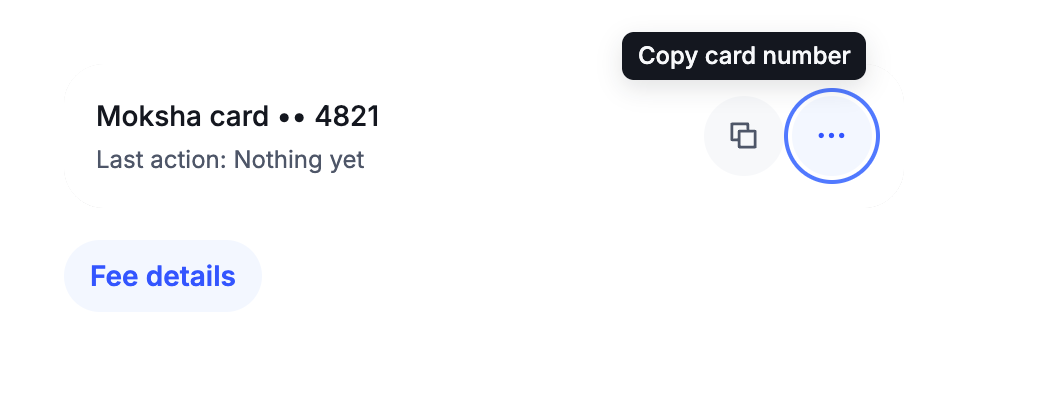 Copy card number
Moksha card •• 4821
Last action: Nothing yet
Fee details